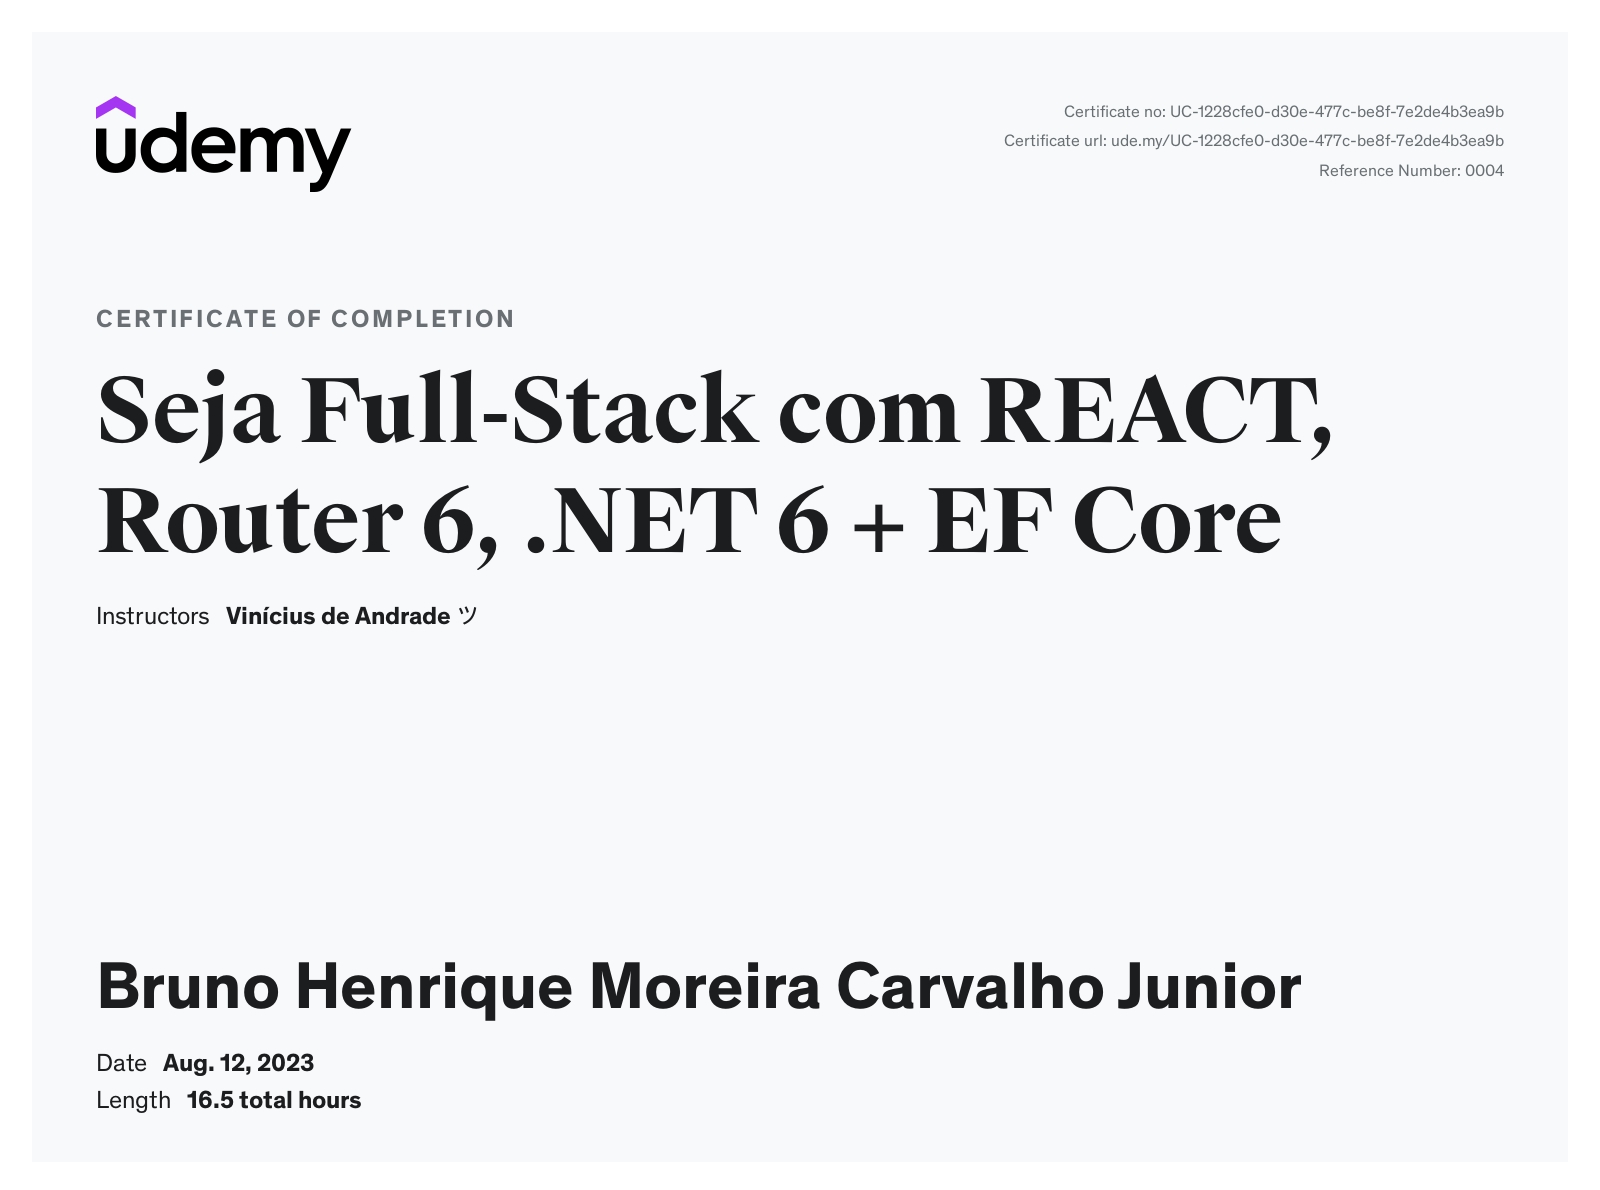 udemy
Certificate no: UC-1228cfe0-d30e-477c-be8f-7e2de4b3ea9b
Certificate url: ude.my/UC-1228cfe0-d30e-477c-be8f-7e2de4b3ea9b
Reference Number: 0004
CERTIFICATE OF COMPLETION
Seja Full-Stack com REACT,
Router 6, .NET 6 + EF Core
Instructors Vinícius de Andrade ツ
Bruno Henrique Moreira Carvalho Junior
Date Aug. 12, 2023
Length 16.5 total hours